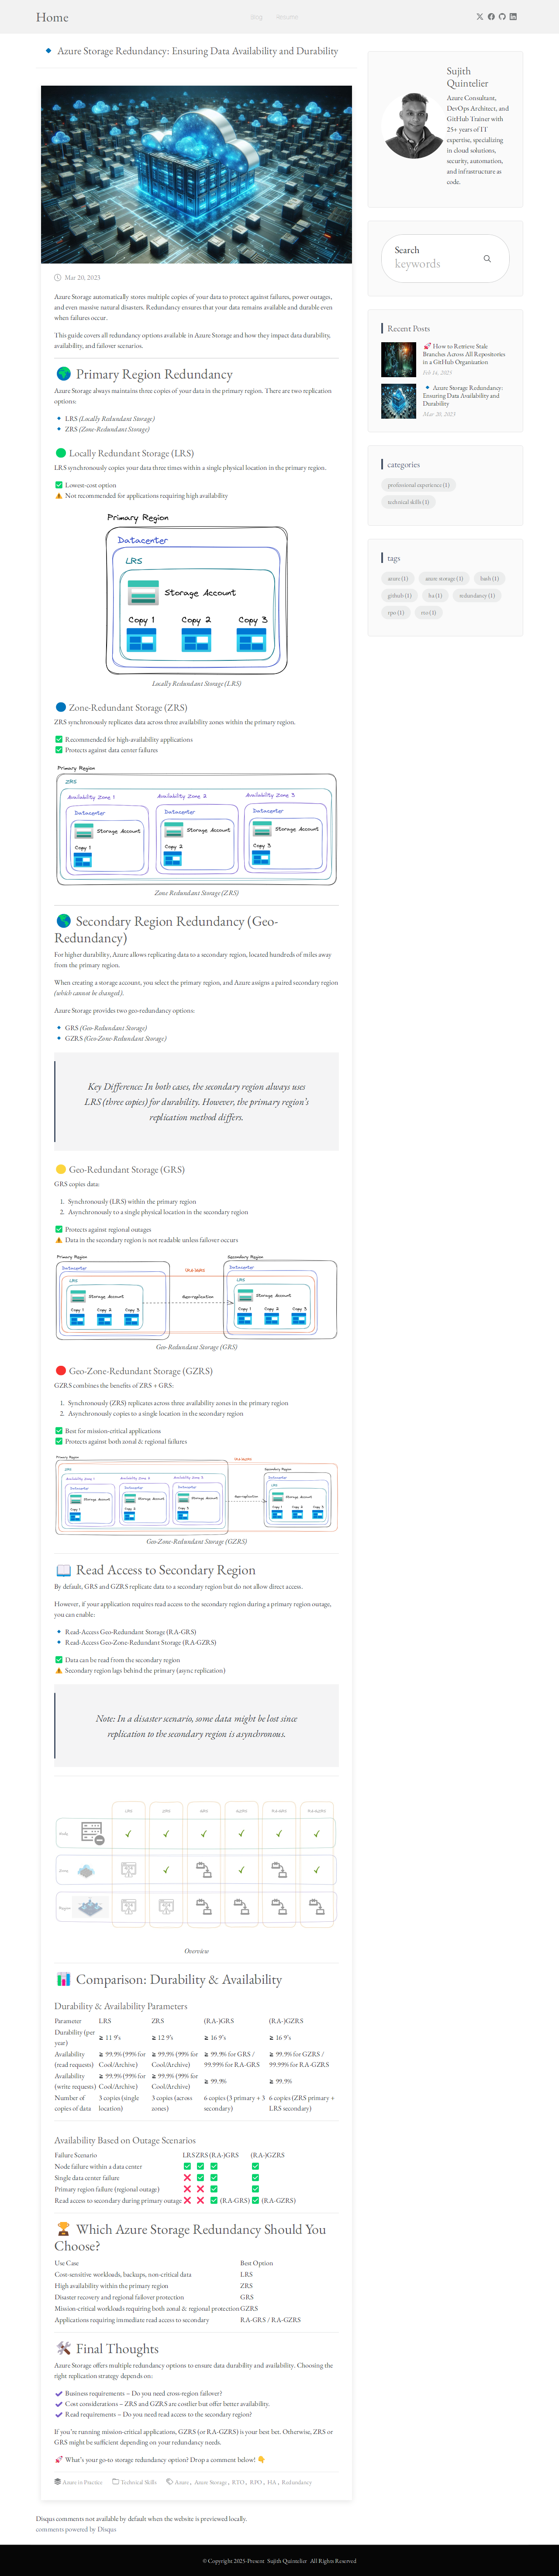 Home
Blog Resume
🔹 Azure Storage Redundancy: Ensuring Data Availability and Durability
Mar 20, 2023
Azure Storage automatically stores multiple copies of your data to protect against failures, power outages,
and even massive natural disasters. Redundancy ensures that your data remains available and durable even
when failures occur.
This guide covers all redundancy options available in Azure Storage and how they impact data durability,
availability, and failover scenarios.
🌎 Primary Region Redundancy
Azure Storage always maintains three copies of your data in the primary region. There are two replication
options:
🔹 LRS (Locally Redundant Storage)
🔹 ZRS (Zone-Redundant Storage)
🟢 Locally Redundant Storage (LRS)
LRS synchronously copies your data three times within a single physical location in the primary region.
✅ Lowest-cost option
⚠️ Not recommended for applications requiring high availability
Primary Region
Datacenter
LRS
Storage Account
Copy 1 Copy 2 Copy 3
Locally Redundant Storage (LRS)
🔵 Zone-Redundant Storage (ZRS)
ZRS synchronously replicates data across three availability zones within the primary region.
✅ Recommended for high-availability applications
✅ Protects against data center failures
Primary Region
ZRS
Availability Zone 1 Availability Zone 2 Availability Zone 3
Datacenter Datacenter Datacenter
Storage Account Storage Account Storage Account
Copy 1 Copy 2 Copy 3
Zone Redundant Storage (ZRS)
🌎 Secondary Region Redundancy (Geo-
Redundancy)
For higher durability, Azure allows replicating data to a secondary region, located hundreds of miles away
from the primary region.
When creating a storage account, you select the primary region, and Azure assigns a paired secondary region
(which cannot be changed).
Azure provides two geo-redundancy options:
🔹 GRS (Geo-Redundant Storage)
🔹 GZRS (Geo-Zone-Redundant Storage)
Key Difference: In both cases, the secondary region always uses
LRS (three copies) for durability. However, the primary region's
replication method differs.
🟡 Geo-Redundant Storage (GRS)
GRS copies data:
1. Synchronously (LRS) within the primary region
2. Asynchronously to a single physical location in the secondary region
✅ Protects against regional outages
⚠️ Data in the secondary region is not readable unless failover occurs
Primary Region Secondary Region
Datacenter Datacenter
LRS LRS
Storage Account Storage Account
Copy 1 Copy 2 Copy 3 Geo-replication Copy 1 Copy 2 Copy 3
Geo-Redundant Storage (GRS)
🔴 Geo-Zone-Redundant Storage (GZRS)
GZRS combines the benefits of ZRS + GRS:
1. Synchronously (ZRS) replicates across three availability zones in the primary region
2. Asynchronously copies to a single location in the secondary region
✅ Best for mission-critical applications
✅ Protects against both zonal & regional failures
Primary Region Secondary Region
Geo-replication
Geo-Zone-Redundant Storage (GZRS)
📖 Read Access to Secondary Region
By default, GRS and GZRS replicate data to a secondary region but do not allow direct access.
However, if your application requires read access to the secondary region during a primary region outage,
you can enable:
🔹 Read-Access Geo-Redundant Storage (RA-GRS)
🔹 Read-Access Geo-Zone-Redundant Storage (RA-GZRS)
✅ Data can be read from the secondary region
⚠️ Secondary region lags behind the primary (async replication)
Note: In a disaster scenario, some data might be lost since
replication to the secondary region is asynchronous.
LRS ZRS GRS GZRS RA-GRS RA-GZRS
Overview
📊 Comparison: Durability & Availability
Durability & Availability Parameters
Parameter LRS ZRS (RA-)GRS (RA-)GZRS
Durability (per year) ≥ 11 9's ≥ 12 9's ≥ 16 9's ≥ 16 9's
Availability (read requests) ≥ 99.9% (99% for Cool/Archive) ≥ 99.9% (99% for Cool/Archive) ≥ 99.9% for GRS / 99.99% for RA-GRS ≥ 99.9% for GZRS / 99.99% for RA-GZRS
Availability (write requests) ≥ 99.9% (99% for Cool/Archive) ≥ 99.9% (99% for Cool/Archive) ≥ 99.9% ≥ 99.9%
Number of copies of data 3 copies (single location) 3 copies (across zones) 6 copies (3 primary + 3 secondary) 6 copies (ZRS primary + LRS secondary)
Availability Based on Outage Scenarios
Failure Scenario LRS ZRS (RA-)GRS (RA-)GZRS
Node failure within a data center ✅ ✅ ✅ ✅
Single data center failure ❌ ✅ ✅ ✅
Primary region failure (regional outage) ❌ ❌ ✅ ✅
Read access to secondary during primary outage ❌ ❌ ✅ (RA-GRS) ✅ (RA-GZRS)
🏆 Which Azure Storage Redundancy Should You
Choose?
Use Case Best Option
Cost-sensitive workloads, backups, non-critical data LRS
High availability within the primary region ZRS
Disaster recovery and regional failover protection GRS
Mission-critical workloads requiring both zonal & regional protection GZRS
Applications requiring immediate read access to secondary RA-GRS / RA-GZRS
🛠️ Final Thoughts
Azure Storage offers multiple redundancy options to ensure data durability and availability. Choosing the
right replication strategy depends on:
✔️ Business requirements – Do you need cross-region failover?
✔️ Cost considerations – ZRS and GZRS are costlier but offer better availability.
✔️ Read requirements – Do you need read access to the secondary region?
If you're running mission-critical applications, GZRS (or RA-GZRS) is your best bet. Otherwise, ZRS or
GRS might be sufficient depending on your redundancy needs.
🚀 What's your go-to storage redundancy option? Drop a comment below! 👇
Azure in Practice Technical Skills Azure, Azure Storage, RTO, RPO, HA, Redundancy
Disqus comments not available by default when the website is previewed locally.
comments powered by Disqus
Sujith
Quintelier
Azure Consultant,
DevOps Architect, and
GitHub Trainer with
25+ years of IT
expertise, specializing
in cloud solutions,
security, automation,
and infrastructure as
code.
Search
keywords
Recent Posts
🚀 How to Retrieve Stale
Branches Across All Repositories
in a GitHub Organization
Feb 14, 2025
🔹 Azure Storage Redundancy:
Ensuring Data Availability and
Durability
Mar 20, 2023
categories
professional experience (1)
technical skills (1)
tags
azure (1) azure storage (1) bash (1)
github (1) ha (1) redundancy (1)
rpo (1) rto (1)
© Copyright 2025-Present Sujith Quintelier All Rights Reserved